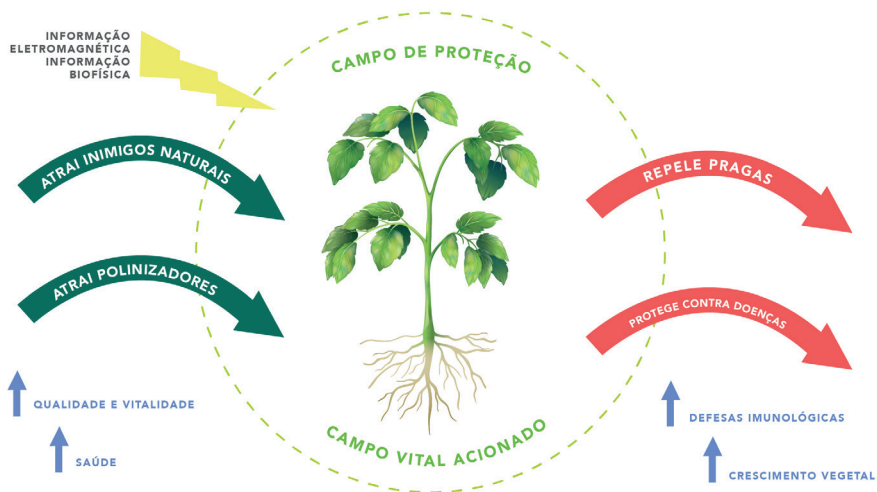 INFORMAÇÃO
ELETROMAGNÉTICA
INFORMAÇÃO
BIOFÍSICA
CAMPO DE PROTEÇÃO
ATRAI INIMIGOS NATURAIS
REPELE PRAGAS
ATRAI POLINIZADORES
PROTEGE CONTRA DOENÇAS
QUALIDADE E VITALIDADE
DEFESAS IMUNOLÓGICAS
CAMPO VITAL ACIONADO
SAÚDE
CRESCIMENTO VEGETAL